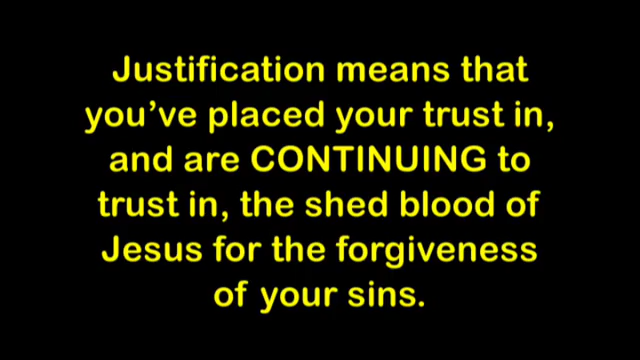 Justification means that
you’ve placed your trust in,
and are CONTINUING to
trust in, the shed blood of
Jesus for the forgiveness
of your sins.